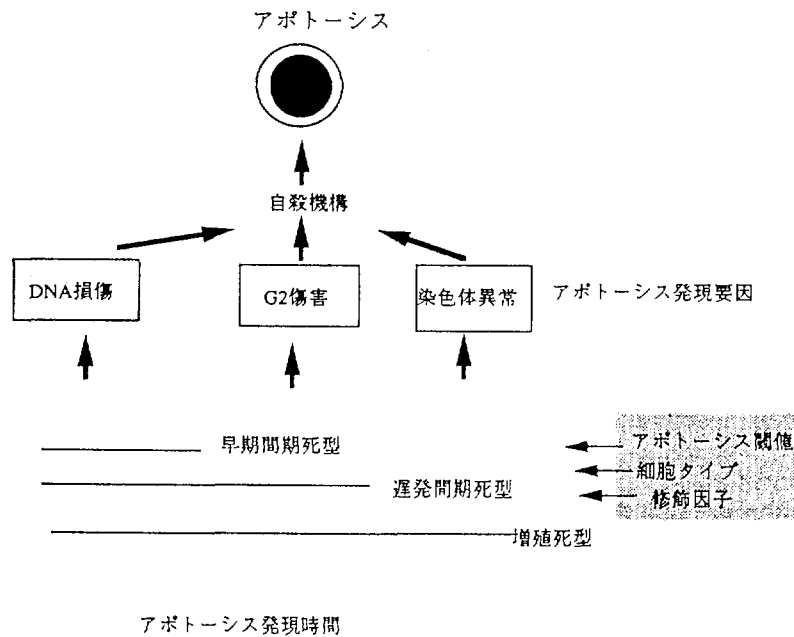 アポトーシス
自殺機構
DNA損傷
G2傷害
染色体異常
アポトーシス発現要因
早期間期死型
アポトーシス閾値
細胞タイプ
遅発間期死型
修飾因子
増殖死型
アポトーシス発現時間